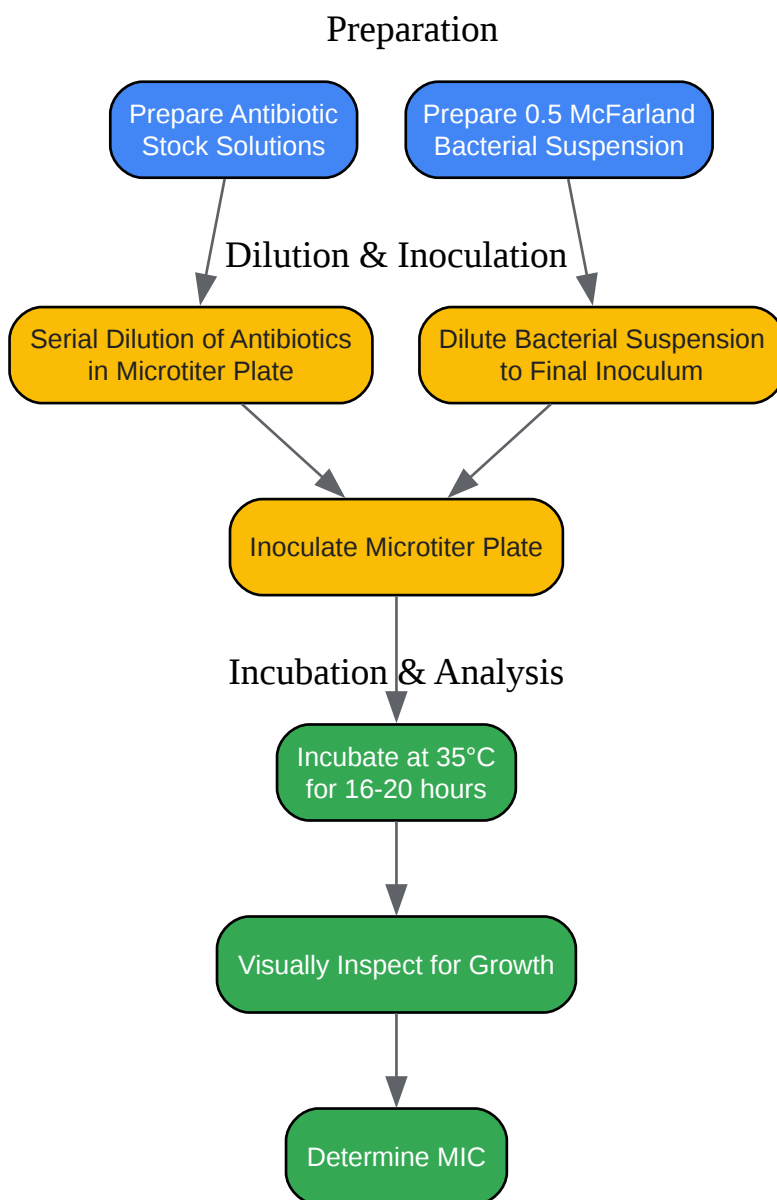 Preparation
Prepare Antibiotic
Stock Solutions
Prepare 0.5 McFarland
Bacterial Suspension
Dilution & Inoculation
Serial Dilution of Antibiotics
in Microtiter Plate
Dilute Bacterial Suspension
to Final Inoculum
Inoculate Microtiter Plate
Incubation & Analysis
Incubate at 35°C
for 16-20 hours
Visually Inspect for Growth
Determine MIC